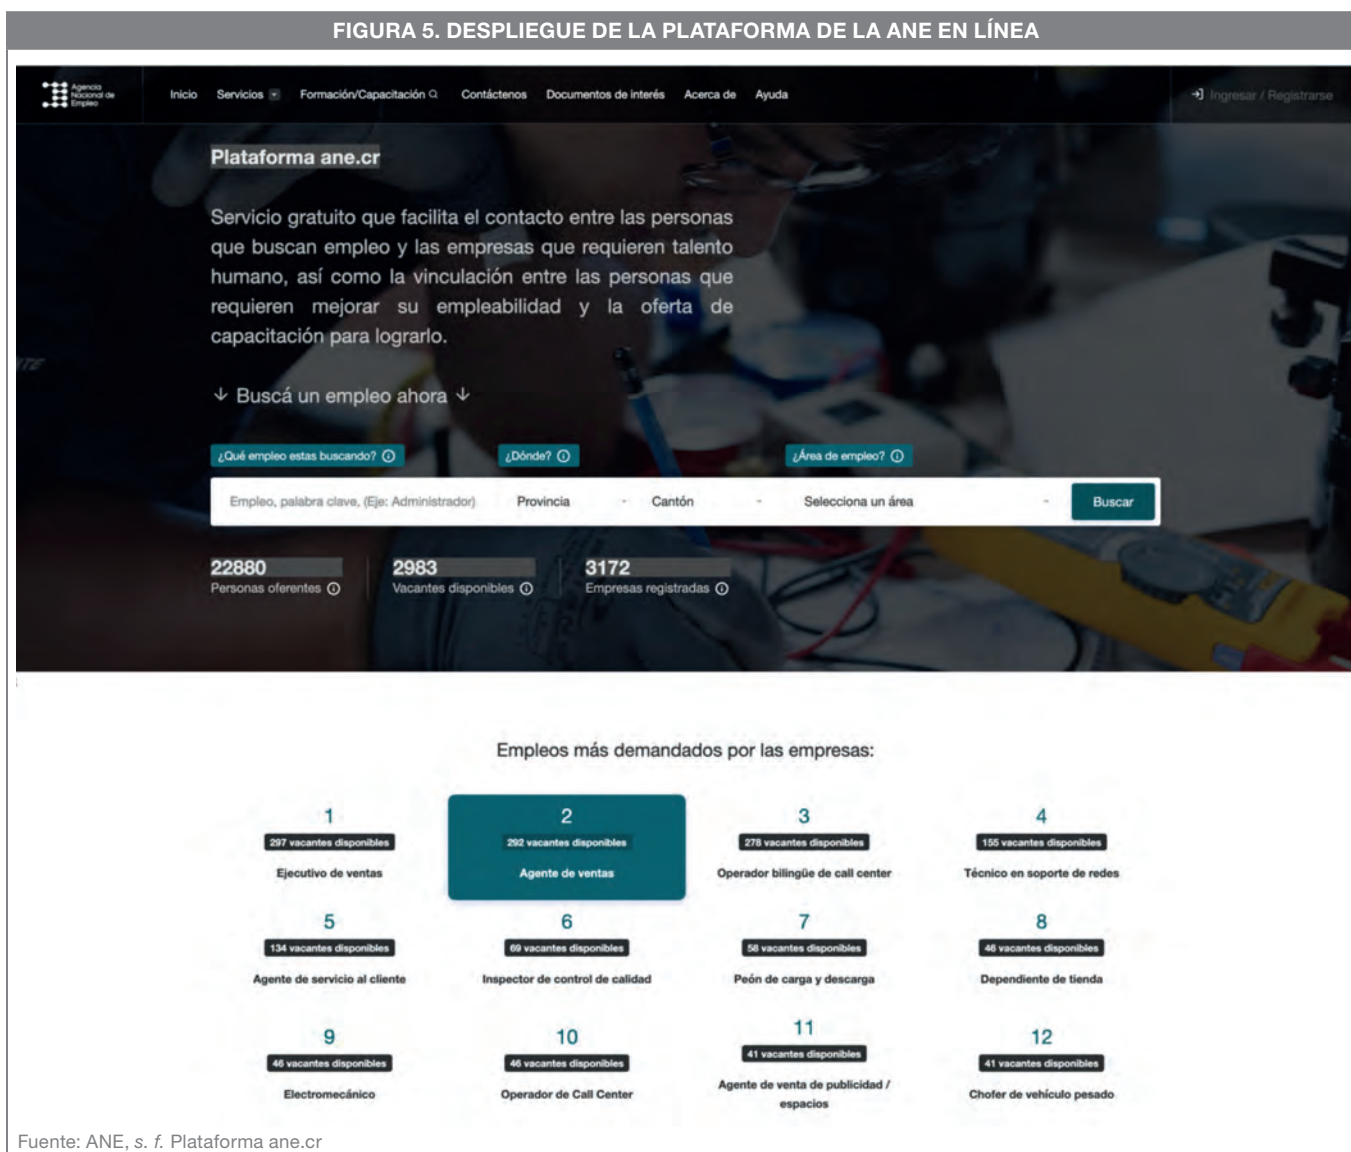 FIGURA 5. DESPLIEGUE DE LA PLATAFORMA DE LA ANE EN LÍNEA
Agencia
Nacional de
Empleo
Inicio Servicios Formación/Capacitación Contáctenos Documentos de interés Acerca de Ayuda Ingresar / Registrarse
Plataforma ane.cr
Servicio gratuito que facilita el contacto entre las personas
que buscan empleo y las empresas que requieren talento
humano, así como la vinculación entre las personas que
requieren mejorar su empleabilidad y la oferta de
capacitación para lograrlo.
↓ Buscá un empleo ahora ↓
¿Qué empleo estas buscando? ¿Dónde? ¿Área de empleo?
Empleo, palabra clave, (Eje: Administrador) Provincia Cantón Selecciona un área Buscar
22880 2983 3172
Personas oferentes Vacantes disponibles Empresas registradas
Empleos más demandados por las empresas:
1 2 3 4
297 vacantes disponibles 292 vacantes disponibles 278 vacantes disponibles 155 vacantes disponibles
Ejecutivo de ventas Agente de ventas Operador bilingüe de call center Técnico en soporte de redes
5 6 7 8
134 vacantes disponibles 69 vacantes disponibles 58 vacantes disponibles 46 vacantes disponibles
Agente de servicio al cliente Inspector de control de calidad Peón de carga y descarga Dependiente de tienda
9 10 11 12
46 vacantes disponibles 46 vacantes disponibles 41 vacantes disponibles 41 vacantes disponibles
Electromecánico Operador de Call Center Agente de venta de publicidad / Chofer de vehículo pesado
espacios
Fuente: ANE, s. f. Plataforma ane.cr